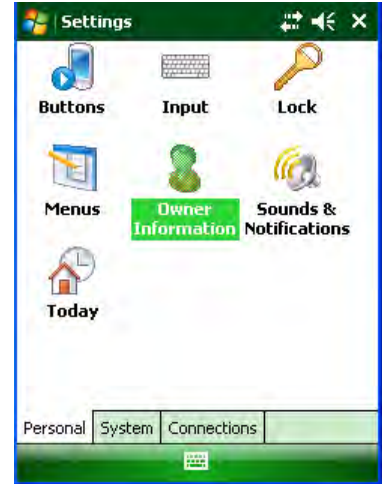 Settings
Buttons Input Lock
Menus Owner Information Sounds & Notifications
Today
Personal System Connections